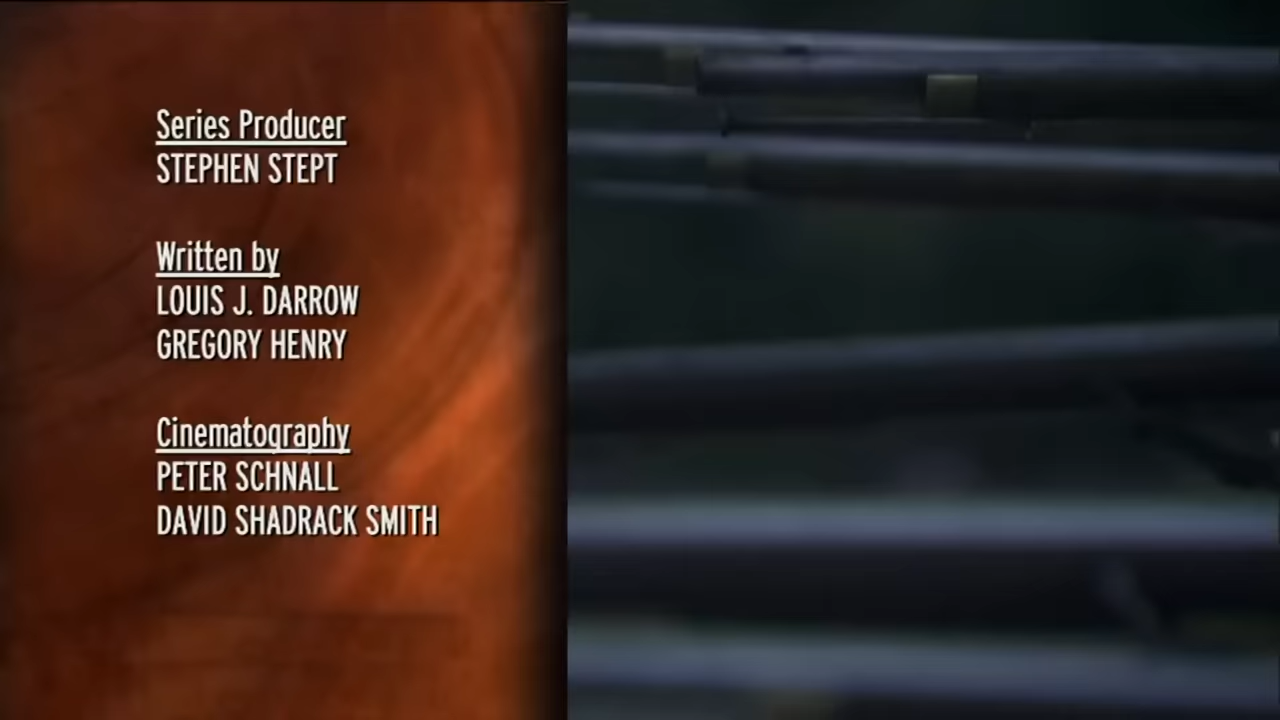 Series Producer
STEPHEN STEPT
Written by
LOUIS J. DARROW
GREGORY HENRY
Cinematography
PETER SCHNALL
DAVID SHADRACK SMITH